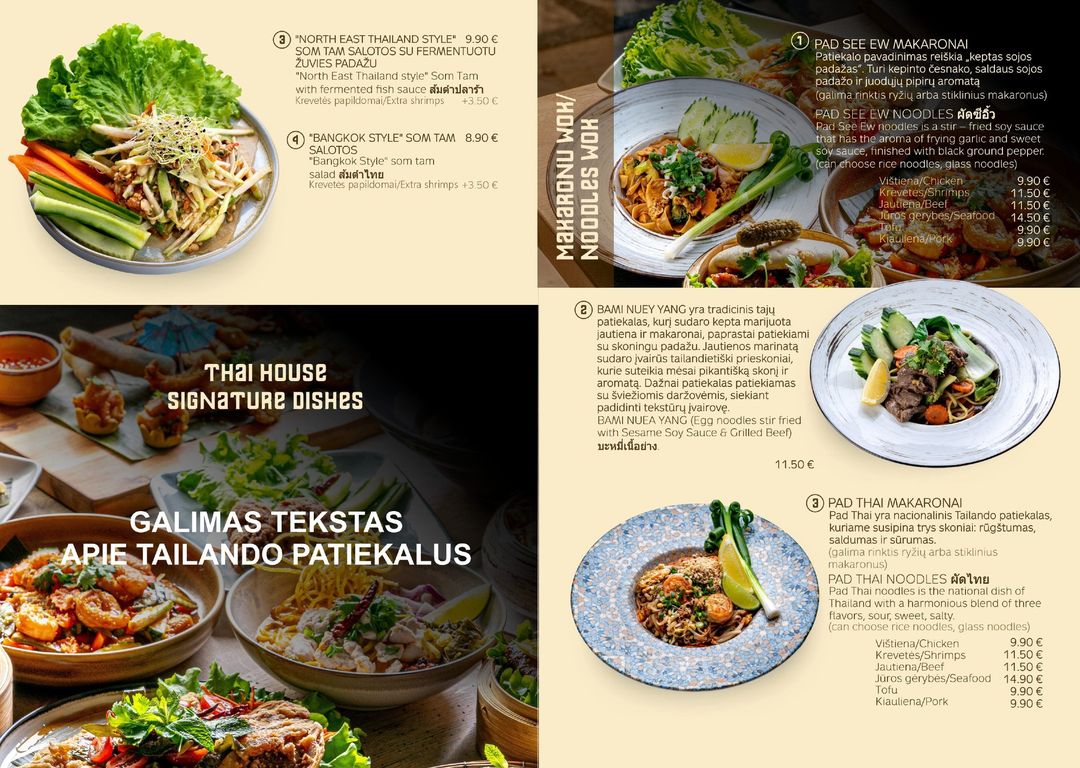 3 "NORTH EAST THAILAND STYLE" 9.90 €
SOM TAM SALOTOS SU FERMENTUOTU
ŽUVIES PADAŽU
"North East Thailand style" Som Tam
with fermented fish sauce ส้มตำปลาร้า
Krevetės papildomai/Extra shrimps +3.50 €
4 "BANGKOK STYLE" SOM TAM 8.90 €
SALOTOS
"Bangkok Style" som tam
salad ส้มตำไทย
Krevetės papildomai/Extra shrimps +3.50 €
THAI HOUSE
SIGNATURE DISHES
GALIMAS TEKSTAS
APIE TAILANDO PATIEKALUS
MAKARONU WOK/
NOODLES WOK
1 PAD SEE EW MAKARONAI
Patiekalo pavadinimas reiškia „keptas sojos
padažas“. Turi kepinto česnako, saldaus sojos
padažo ir juodųjų pipirų aromatą
(galima rinktis ryžių arba stiklinius makaronus)
PAD SEE EW NOODLES ผัดซีอิ๊ว
Pad See Ew noodles is a stir – fried soy sauce
that has the aroma of frying garlic and sweet
soy sauce, finished with black ground pepper.
(can choose rice noodles, glass noodles)
Vištiena/Chicken 9.90 €
Krevetės/Shrimps 11.50 €
Jautiena/Beef 11.50 €
Jūros gėrybės/Seafood 14.50 €
Tofu 9.90 €
Kiauliena/Pork 9.90 €
2 BAMI NUEY YANG yra tradicinis tajų
patiekalas, kurį sudaro kepta marijuota
jautiena ir makaronai, paprastai patiekiami
su skoningu padažu. Jautienos marinatą
sudaro įvairūs tailandietiški prieskoniai,
kurie suteikia mėsai pikantišką skonį ir
aromatą. Dažnai patiekalas patiekiamas
su šviežiomis daržovėmis, siekiant
padidinti tekstūrų įvairovę.
BAMI NUEA YANG (Egg noodles stir fried
with Sesame Soy Sauce & Grilled Beef)
บะหมี่เนื้อย่าง.
11.50 €
3 PAD THAI MAKARONAI
Pad Thai yra nacionalinis Tailando patiekalas,
kuriame susipina trys skoniai: rūgštumas,
saldumas ir sūrumas.
(galima rinktis ryžių arba stiklinius
makaronus)
PAD THAI NOODLES ผัดไทย
Pad Thai noodles is the national dish of
Thailand with a harmonious blend of three
flavors, sour, sweet, salty.
(can choose rice noodles, glass noodles)
Vištiena/Chicken 9.90 €
Krevetės/Shrimps 11.50 €
Jautiena/Beef 11.50 €
Jūros gėrybės/Seafood 14.90 €
Tofu 9.90 €
Kiauliena/Pork 9.90 €